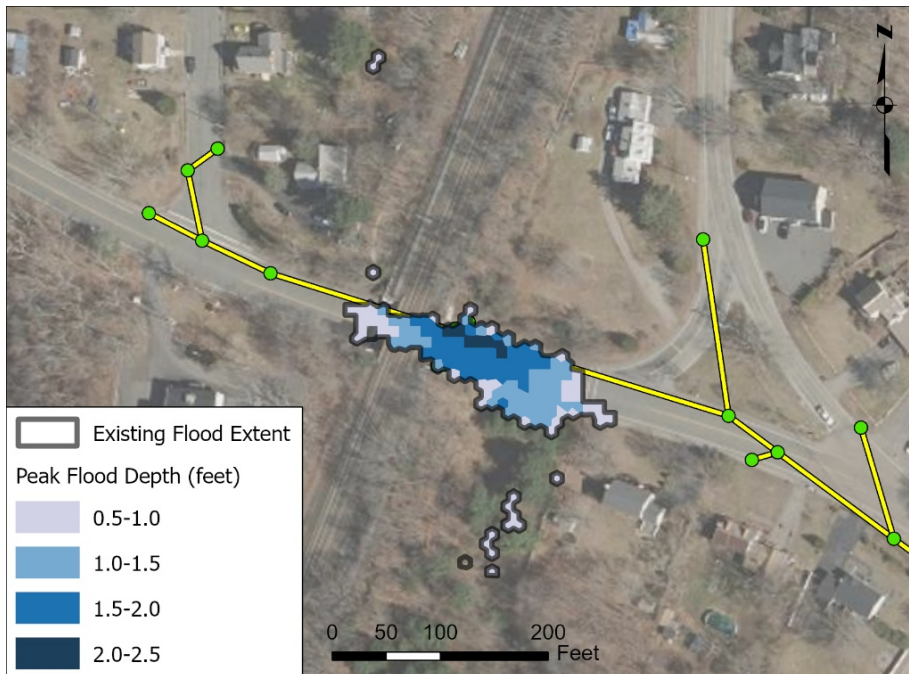 N
Existing Flood Extent
Peak Flood Depth (feet)
0.5-1.0
1.0-1.5
1.5-2.0
2.0-2.5
0 50 100 200
Feet